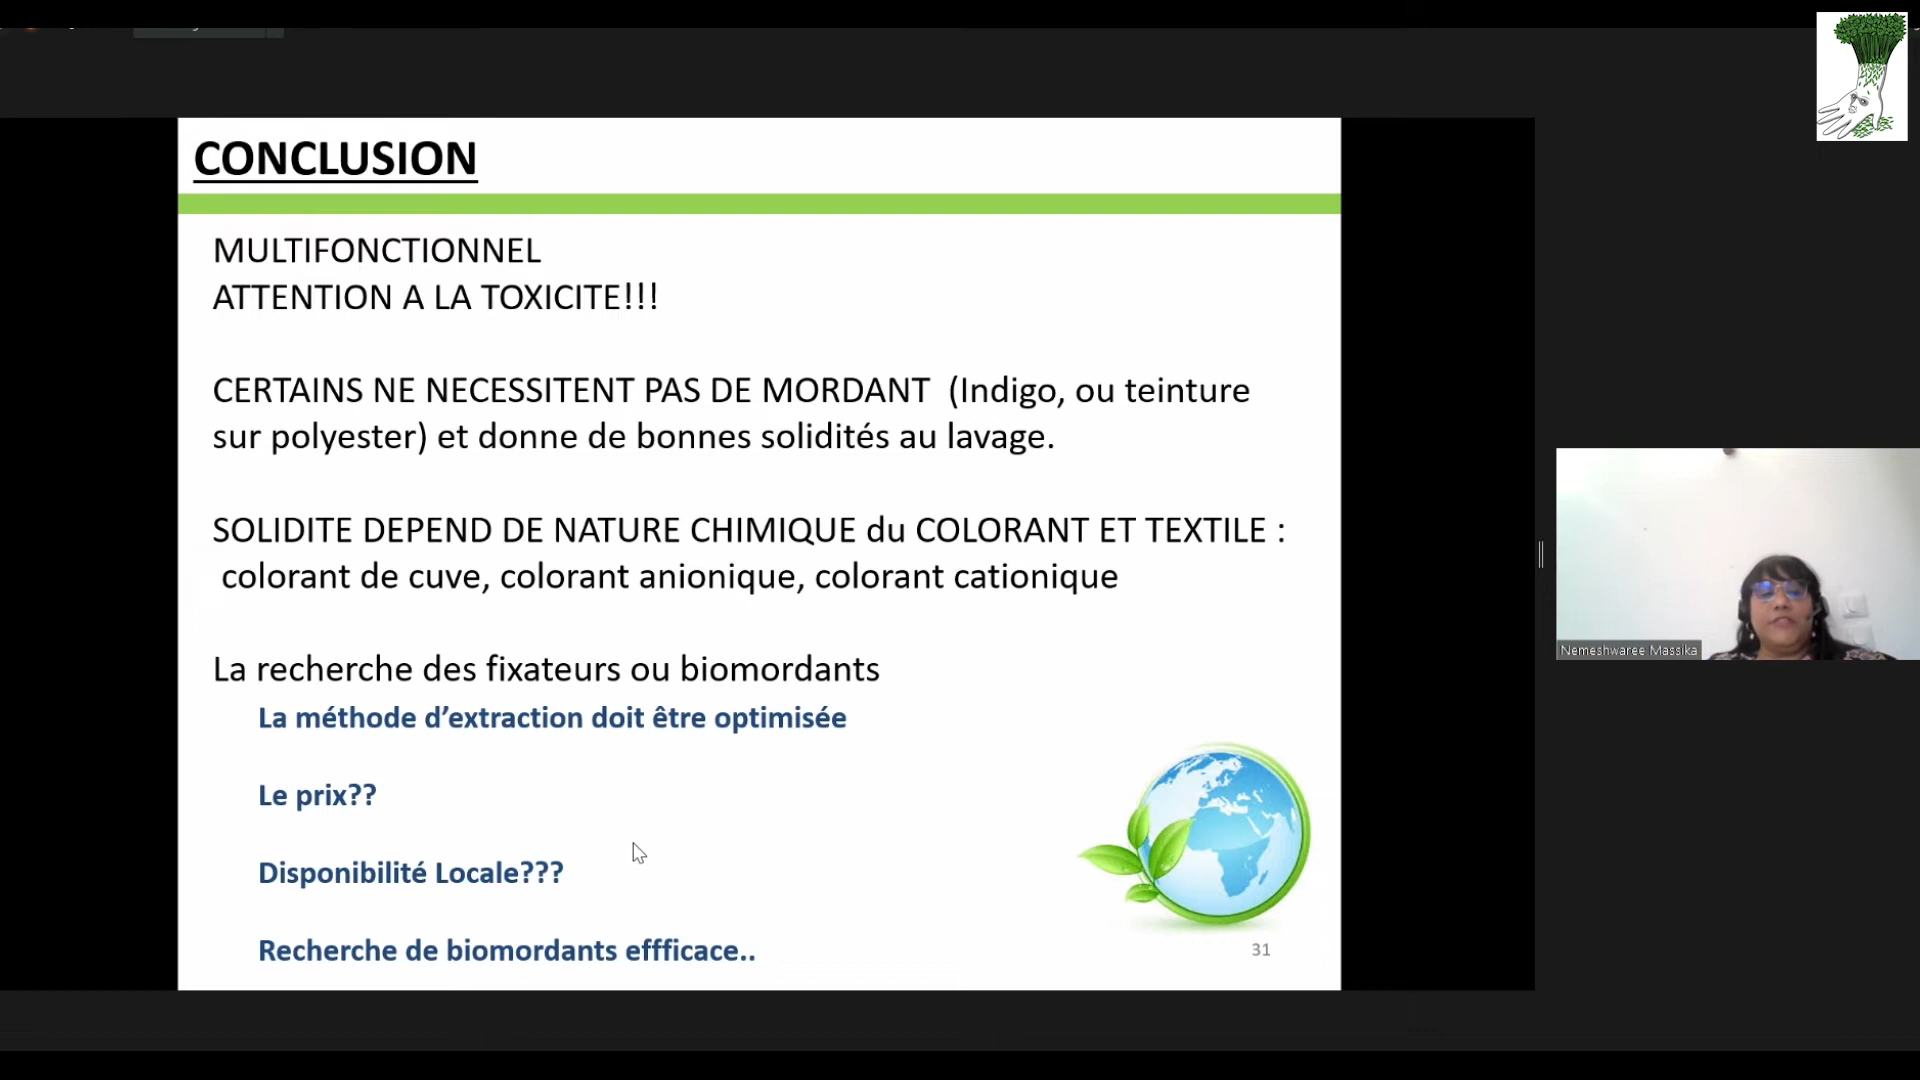 CONCLUSION
MULTIFONCTIONNEL
ATTENTION A LA TOXICITE!!!
CERTAINS NE NECESSITENT PAS DE MORDANT (Indigo, ou teinture
sur polyester) et donne de bonnes solidités au lavage.
SOLIDITE DEPEND DE NATURE CHIMIQUE du COLORANT ET TEXTILE :
colorant de cuve, colorant anionique, colorant cationique
La recherche des fixateurs ou biomordants
La méthode d’extraction doit être optimisée
Le prix??
Disponibilité Locale???
Recherche de biomordants effficace..
31
Nemeshwaree Massika